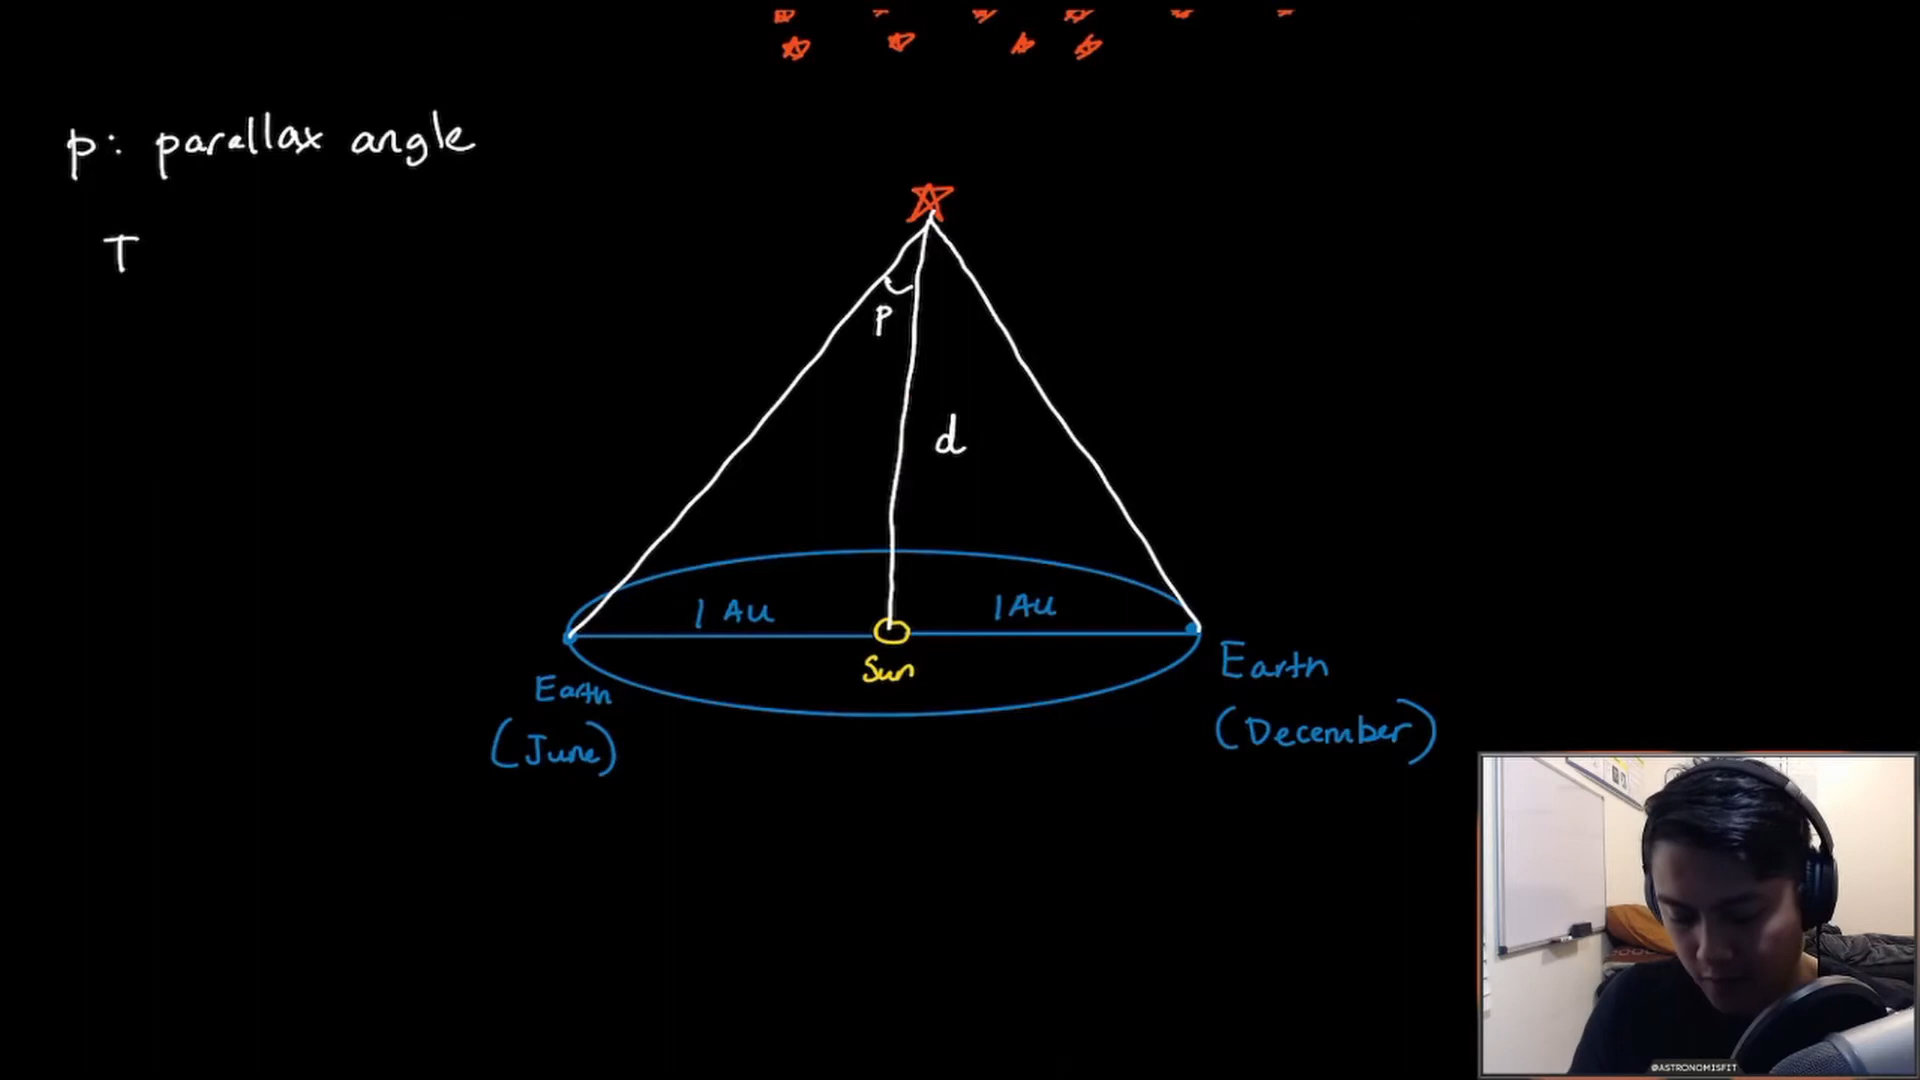 p: parallax angle
T
p
d
1 AU
1 AU
Sun
Earth
(June)
Earth
(December)
@ASTRONOMISFIT